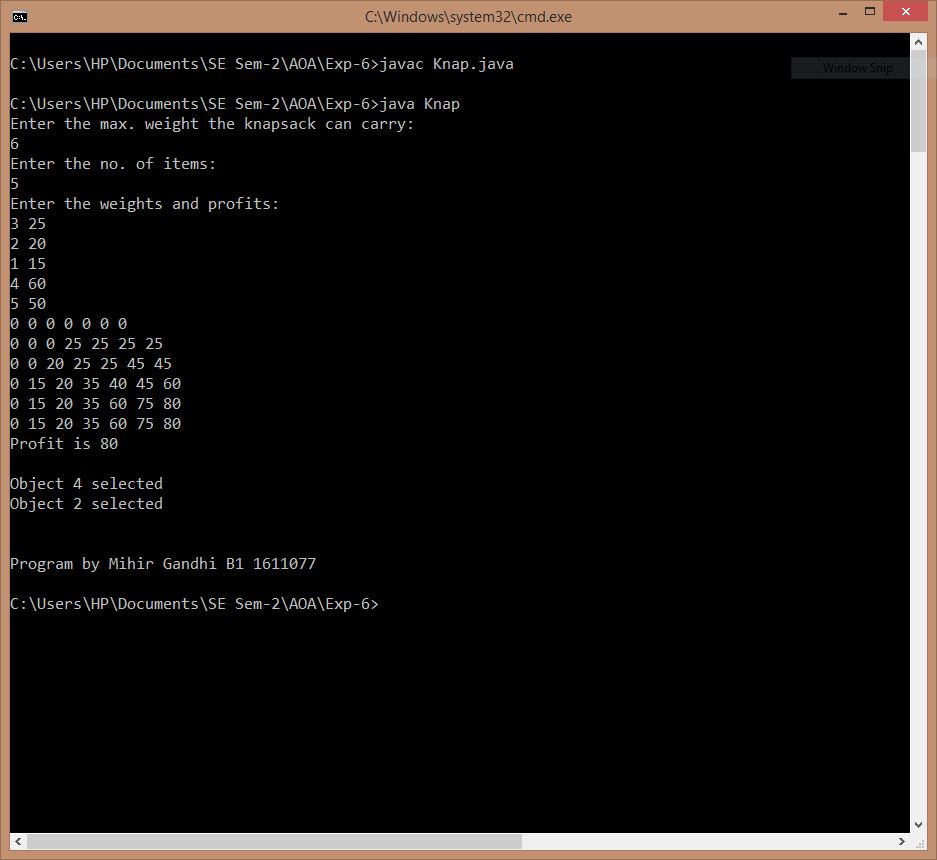 C:\Windows\system32\cmd.exe
C:\Users\HP\Documents\SE Sem-2\AOA\Exp-6>javac Knap.java
Window Snip
C:\Users\HP\Documents\SE Sem-2\AOA\Exp-6>java Knap
Enter the max. weight the knapsack can carry:
6
Enter the no. of items:
5
Enter the weights and profits:
3 25
2 20
1 15
4 60
5 50
0 0 0 0 0 0 0
0 0 0 25 25 25 25
0 0 20 25 25 45 45
0 15 20 35 40 45 60
0 15 20 35 60 75 80
0 15 20 35 60 75 80
Profit is 80
Object 4 selected
Object 2 selected
Program by Mihir Gandhi B1 1611077
C:\Users\HP\Documents\SE Sem-2\AOA\Exp-6>